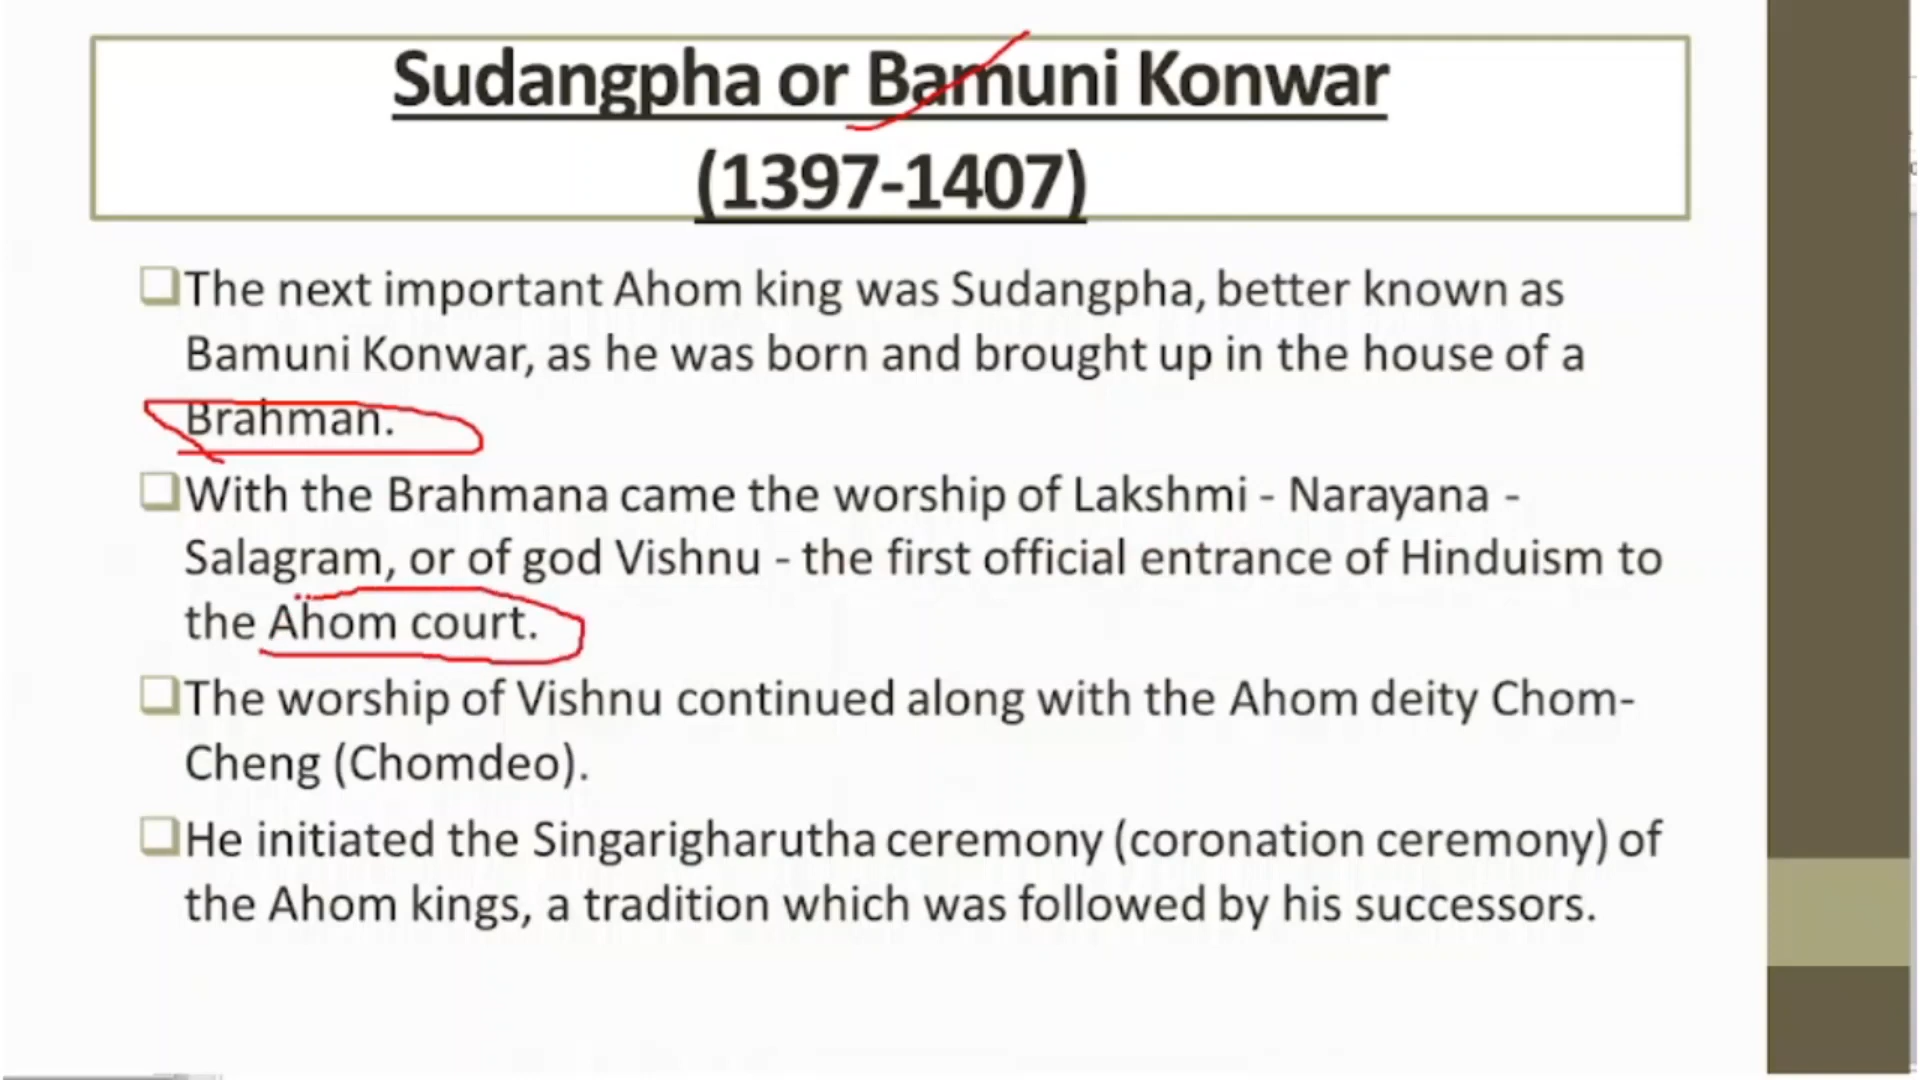 Sudangpha or Bamuni Konwar
(1397-1407)
The next important Ahom king was Sudangpha, better known as
Bamuni Konwar, as he was born and brought up in the house of a
Brahman.
With the Brahmana came the worship of Lakshmi - Narayana -
Salagram, or of god Vishnu - the first official entrance of Hinduism to
the Ahom court.
The worship of Vishnu continued along with the Ahom deity Chom-
Cheng (Chomdeo).
He initiated the Singarigharutha ceremony (coronation ceremony) of
the Ahom kings, a tradition which was followed by his successors.